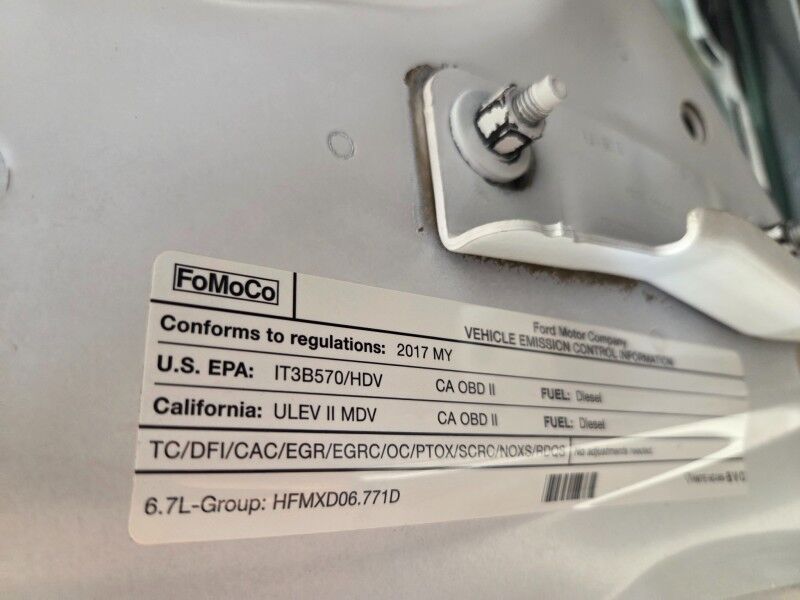 FoMoCo
Ford Motor Company
VEHICLE EMISSION CONTROL INFORMATION
Conforms to regulations: 2017 MY
U.S. EPA: IT3B570/HDV CA OBD II FUEL: Diesel
California: ULEV II MDV CA OBD II FUEL: Diesel
TC/DFI/CAC/EGR/EGRC/OC/PTOX/SCRC/NOXS/RDQS No adjustments needed.
6.7L-Group: HFMXD06.771D